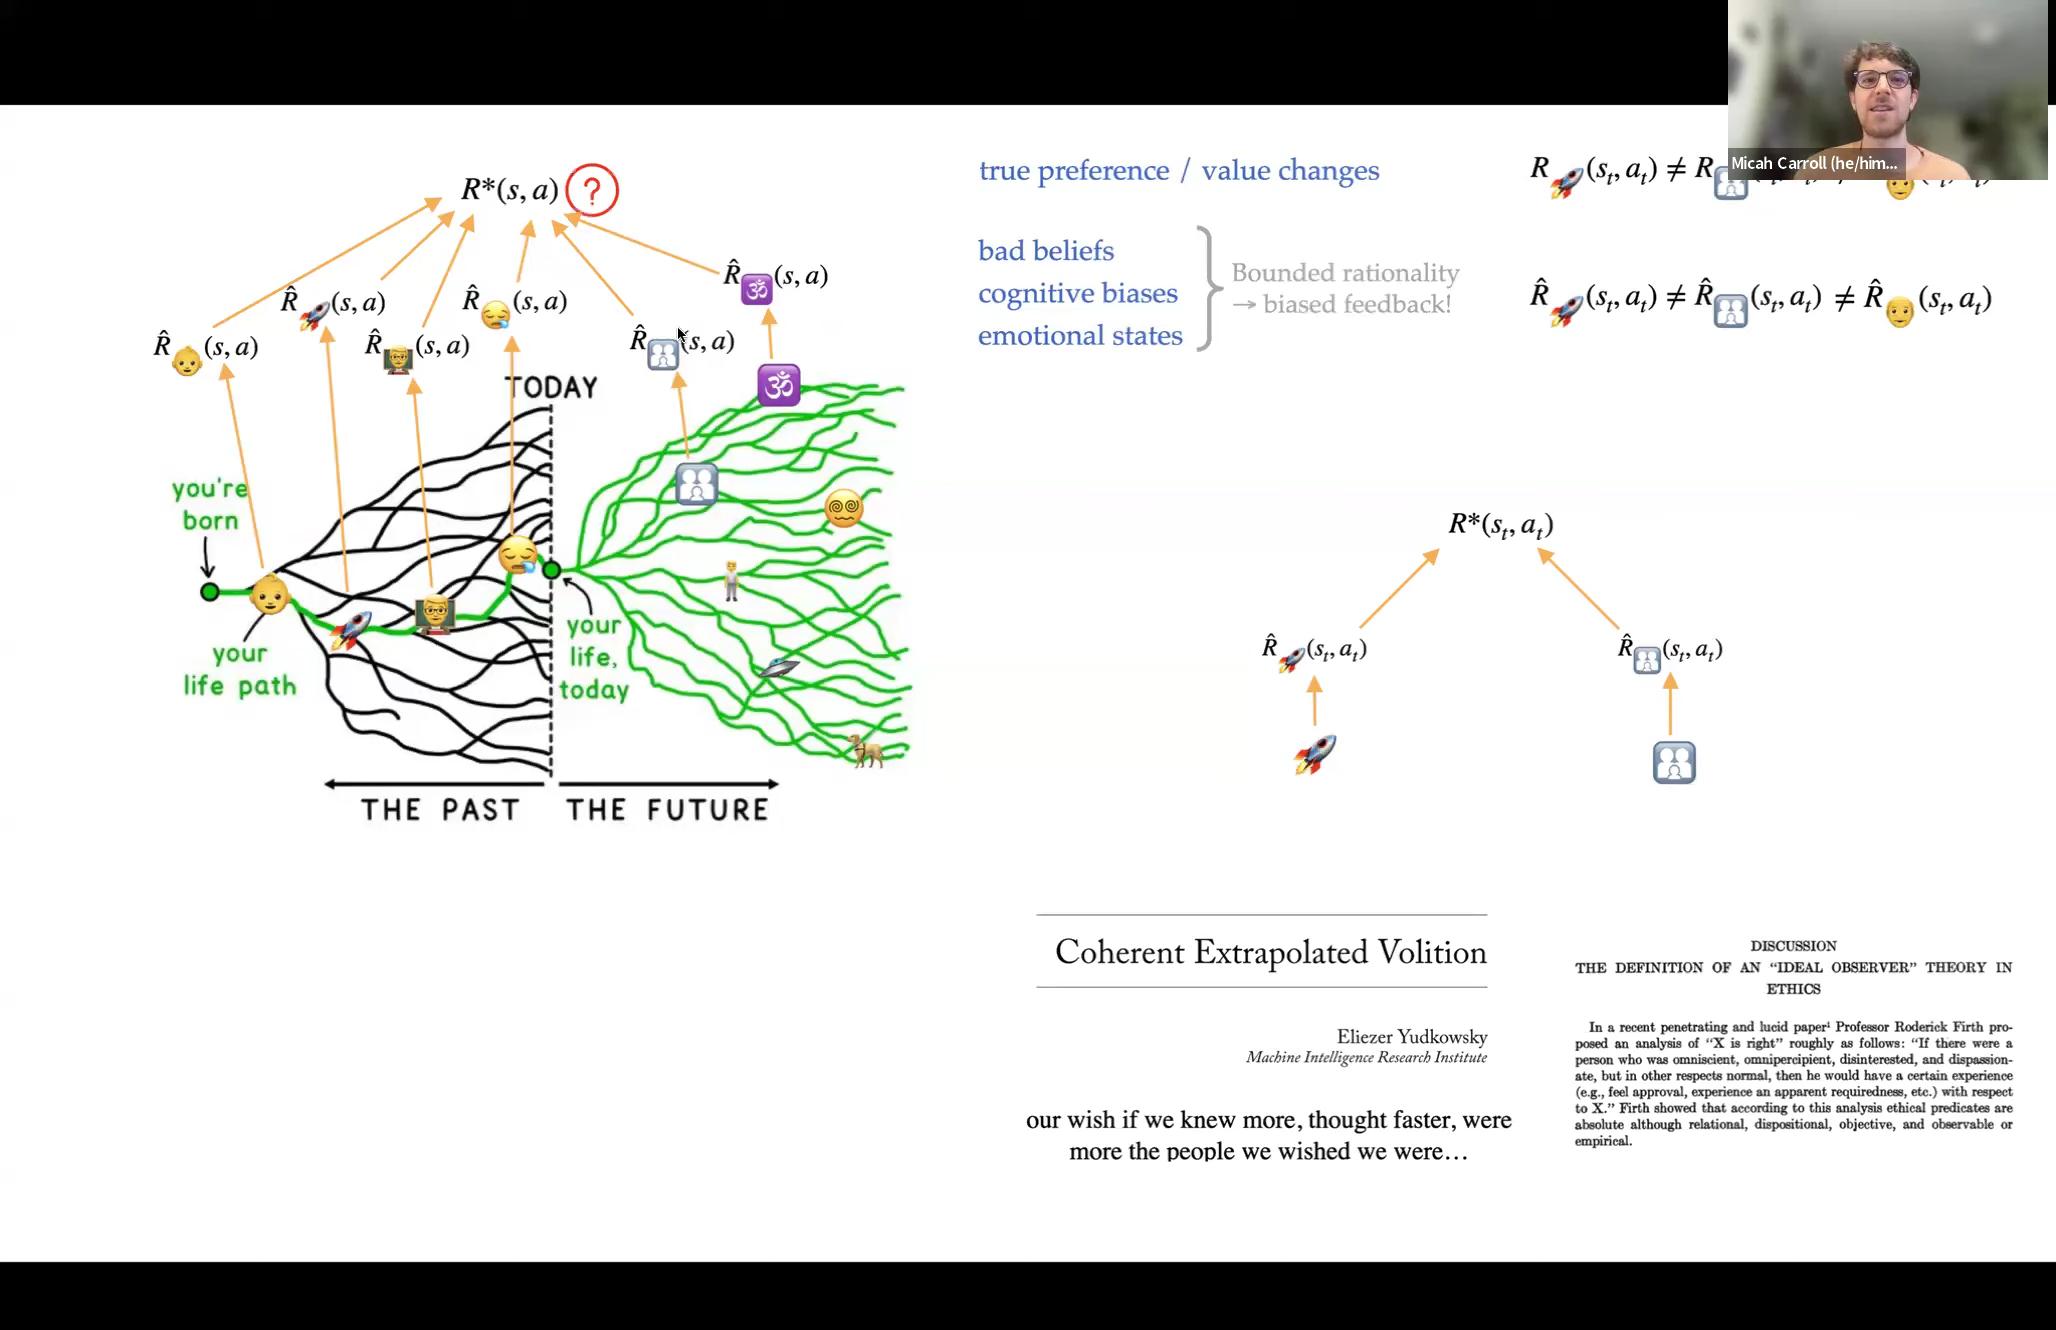 Micah Carroll (he/him...
R*(s, a) ?
R̂(s, a)
R̂(s, a)
R̂(s, a)
R̂(s, a)
R̂(s, a)
R̂🕉(s, a)
TODAY
you're
born
your
life path
your
life,
today
THE PAST
THE FUTURE
true preference / value changes
R(sₜ, aₜ) ≠ R
bad beliefs
cognitive biases
emotional states
Bounded rationality
→ biased feedback!
R̂(sₜ, aₜ) ≠ R̂(sₜ, aₜ) ≠ R̂(sₜ, aₜ)
R*(sₜ, aₜ)
R̂(sₜ, aₜ)
R̂(sₜ, aₜ)
Coherent Extrapolated Volition
Eliezer Yudkowsky
Machine Intelligence Research Institute
our wish if we knew more, thought faster, were
more the people we wished we were…
DISCUSSION
THE DEFINITION OF AN “IDEAL OBSERVER” THEORY IN
ETHICS
In a recent penetrating and lucid paper¹ Professor Roderick Firth pro-
posed an analysis of “X is right” roughly as follows: “If there were a
person who was omniscient, omnipercipient, disinterested, and dispassion-
ate, but in other respects normal, then he would have a certain experience
(e.g., feel approval, experience an apparent requiredness, etc.) with respect
to X.” Firth showed that according to this analysis ethical predicates are
absolute although relational, dispositional, objective, and observable or
empirical.